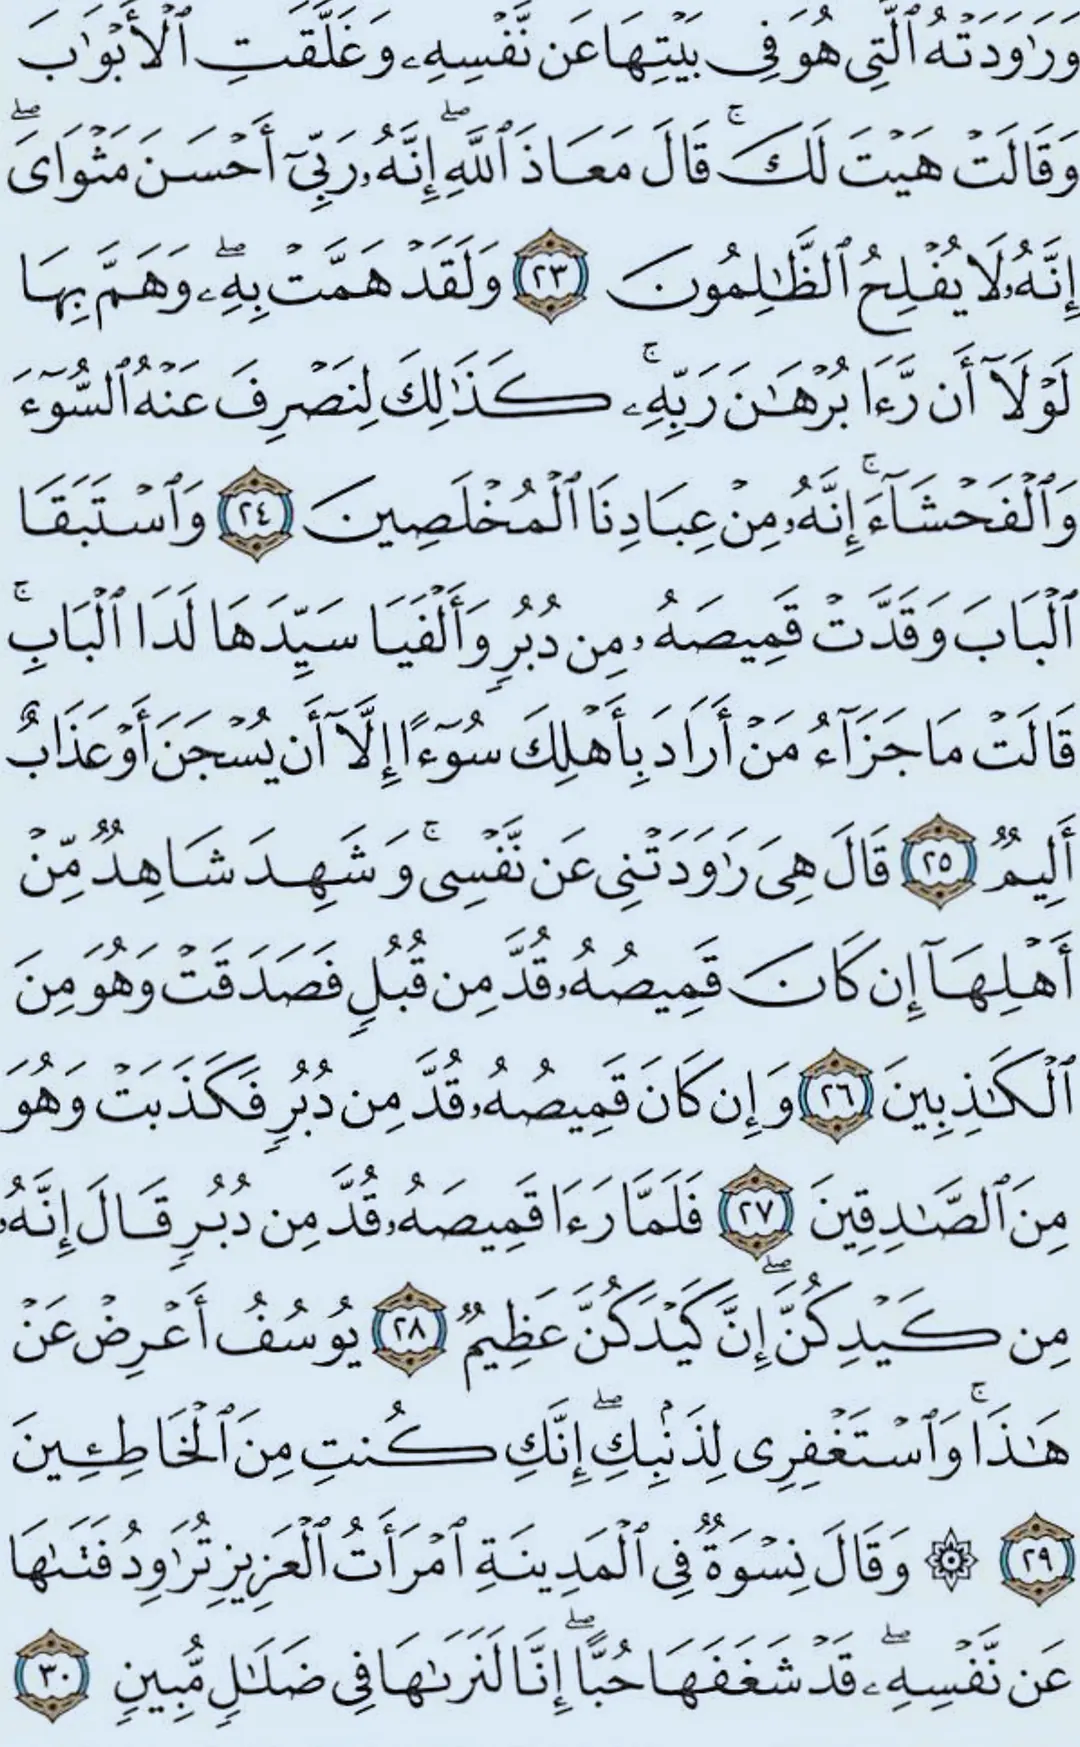 وَرَٰوَدَتۡهُ ٱلَّتِي هُوَ فِي بَيۡتِهَا عَن نَّفۡسِهِۦ وَغَلَّقَتِ ٱلۡأَبۡوَٰبَ
وَقَالَتۡ هَيۡتَ لَكَۚ قَالَ مَعَاذَ ٱللَّهِۖ إِنَّهُۥ رَبِّيٓ أَحۡسَنَ مَثۡوَايَۖ
إِنَّهُۥ لَا يُفۡلِحُ ٱلظَّٰلِمُونَ ٢٣ وَلَقَدۡ هَمَّتۡ بِهِۦۖ وَهَمَّ بِهَا
لَوۡلَآ أَن رَّءَا بُرۡهَٰنَ رَبِّهِۦۚ كَذَٰلِكَ لِنَصۡرِفَ عَنۡهُ ٱلسُّوٓءَ
وَٱلۡفَحۡشَآءَۚ إِنَّهُۥ مِنۡ عِبَادِنَا ٱلۡمُخۡلَصِينَ ٢٤ وَٱسۡتَبَقَا
ٱلۡبَابَ وَقَدَّتۡ قَمِيصَهُۥ مِن دُبُرٖ وَأَلۡفَيَا سَيِّدَهَا لَدَا ٱلۡبَابِۚ
قَالَتۡ مَا جَزَآءُ مَنۡ أَرَادَ بِأَهۡلِكَ سُوٓءًا إِلَّآ أَن يُسۡجَنَ أَوۡ عَذَابٌ
أَلِيمٞ ٢٥ قَالَ هِيَ رَٰوَدَتۡنِي عَن نَّفۡسِيۚ وَشَهِدَ شَاهِدٞ مِّنۡ
أَهۡلِهَآ إِن كَانَ قَمِيصُهُۥ قُدَّ مِن قُبُلٖ فَصَدَقَتۡ وَهُوَ مِنَ
ٱلۡكَٰذِبِينَ ٢٦ وَإِن كَانَ قَمِيصُهُۥ قُدَّ مِن دُبُرٖ فَكَذَبَتۡ وَهُوَ
مِنَ ٱلصَّٰدِقِينَ ٢٧ فَلَمَّا رَءَا قَمِيصَهُۥ قُدَّ مِن دُبُرٖ قَالَ إِنَّهُۥ
مِن كَيۡدِكُنَّۖ إِنَّ كَيۡدَكُنَّ عَظِيمٞ ٢٨ يُوسُفُ أَعۡرِضۡ عَنۡ
هَٰذَاۚ وَٱسۡتَغۡفِرِي لِذَنۢبِكِۖ إِنَّكِ كُنتِ مِنَ ٱلۡخَاطِـِٔينَ
٢٩ ۞ وَقَالَ نِسۡوَةٞ فِي ٱلۡمَدِينَةِ ٱمۡرَأَتُ ٱلۡعَزِيزِ تُرَٰوِدُ فَتَىٰهَا
عَن نَّفۡسِهِۦۖ قَدۡ شَغَفَهَا حُبًّاۖ إِنَّا لَنَرَىٰهَا فِي ضَلَٰلٖ مُّبِينٖ ٣٠